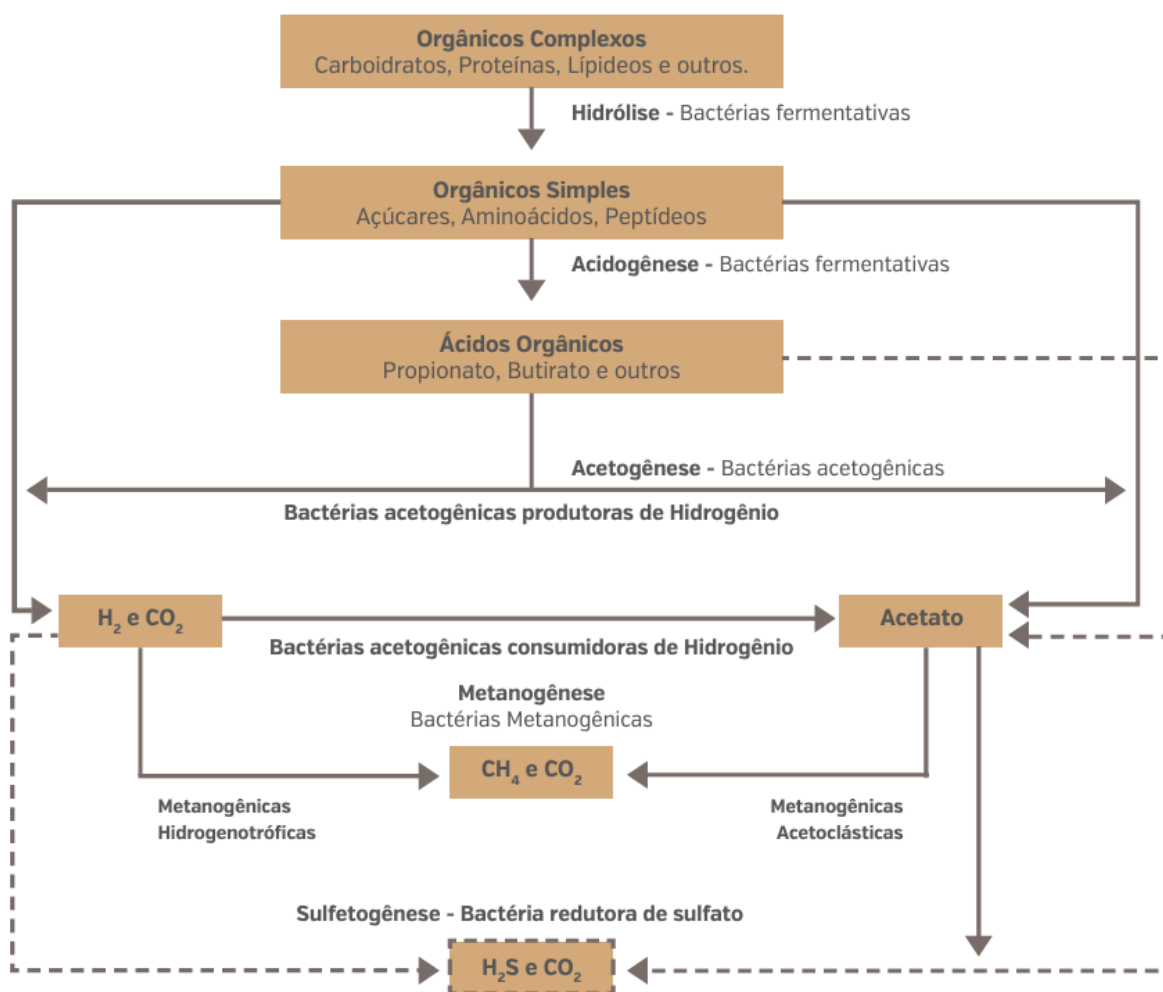 Orgânicos Complexos
Carboidratos, Proteínas, Lípideos e outros.
Hidrólise - Bactérias fermentativas
Orgânicos Simples
Açúcares, Aminoácidos, Peptídeos
Acidogênese - Bactérias fermentativas
Ácidos Orgânicos
Propionato, Butirato e outros
Acetogênese - Bactérias acetogênicas
Bactérias acetogênicas produtoras de Hidrogênio
H₂ e CO₂
Acetato
Bactérias acetogênicas consumidoras de Hidrogênio
Metanogênese
Bactérias Metanogênicas
CH₄ e CO₂
Metanogênicas
Hidrogenotróficas
Metanogênicas
Acetoclásticas
Sulfetogênese - Bactéria redutora de sulfato
H₂S e CO₂